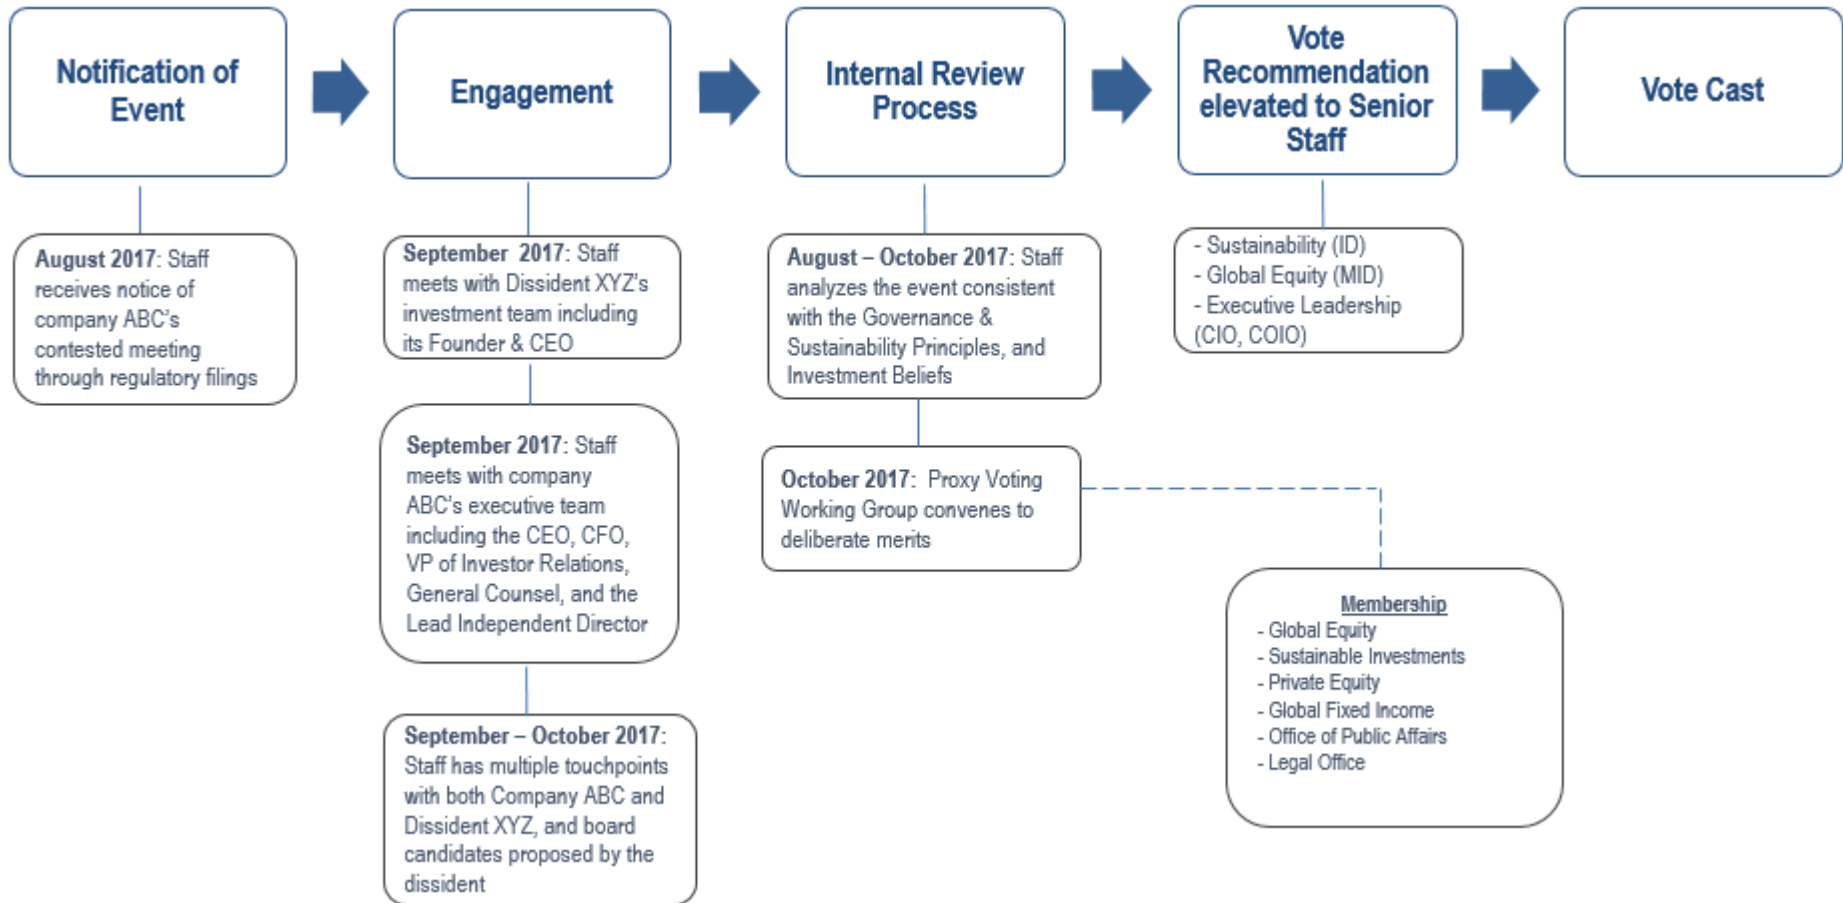 Notification of
Event
Engagement
Internal Review
Process
Vote
Recommendation
elevated to Senior
Staff
Vote Cast
August 2017: Staff
receives notice of
company ABC's
contested meeting
through regulatory filings
September 2017: Staff
meets with Dissident XYZ's
investment team including
its Founder & CEO
September 2017: Staff
meets with company
ABC's executive team
including the CEO, CFO,
VP of Investor Relations,
General Counsel, and the
Lead Independent Director
September – October 2017:
Staff has multiple touchpoints
with both Company ABC and
Dissident XYZ, and board
candidates proposed by the
dissident
August – October 2017: Staff
analyzes the event consistent
with the Governance &
Sustainability Principles, and
Investment Beliefs
October 2017: Proxy Voting
Working Group convenes to
deliberate merits
- Sustainability (ID)
- Global Equity (MID)
- Executive Leadership
(CIO, COIO)
Membership
- Global Equity
- Sustainable Investments
- Private Equity
- Global Fixed Income
- Office of Public Affairs
- Legal Office